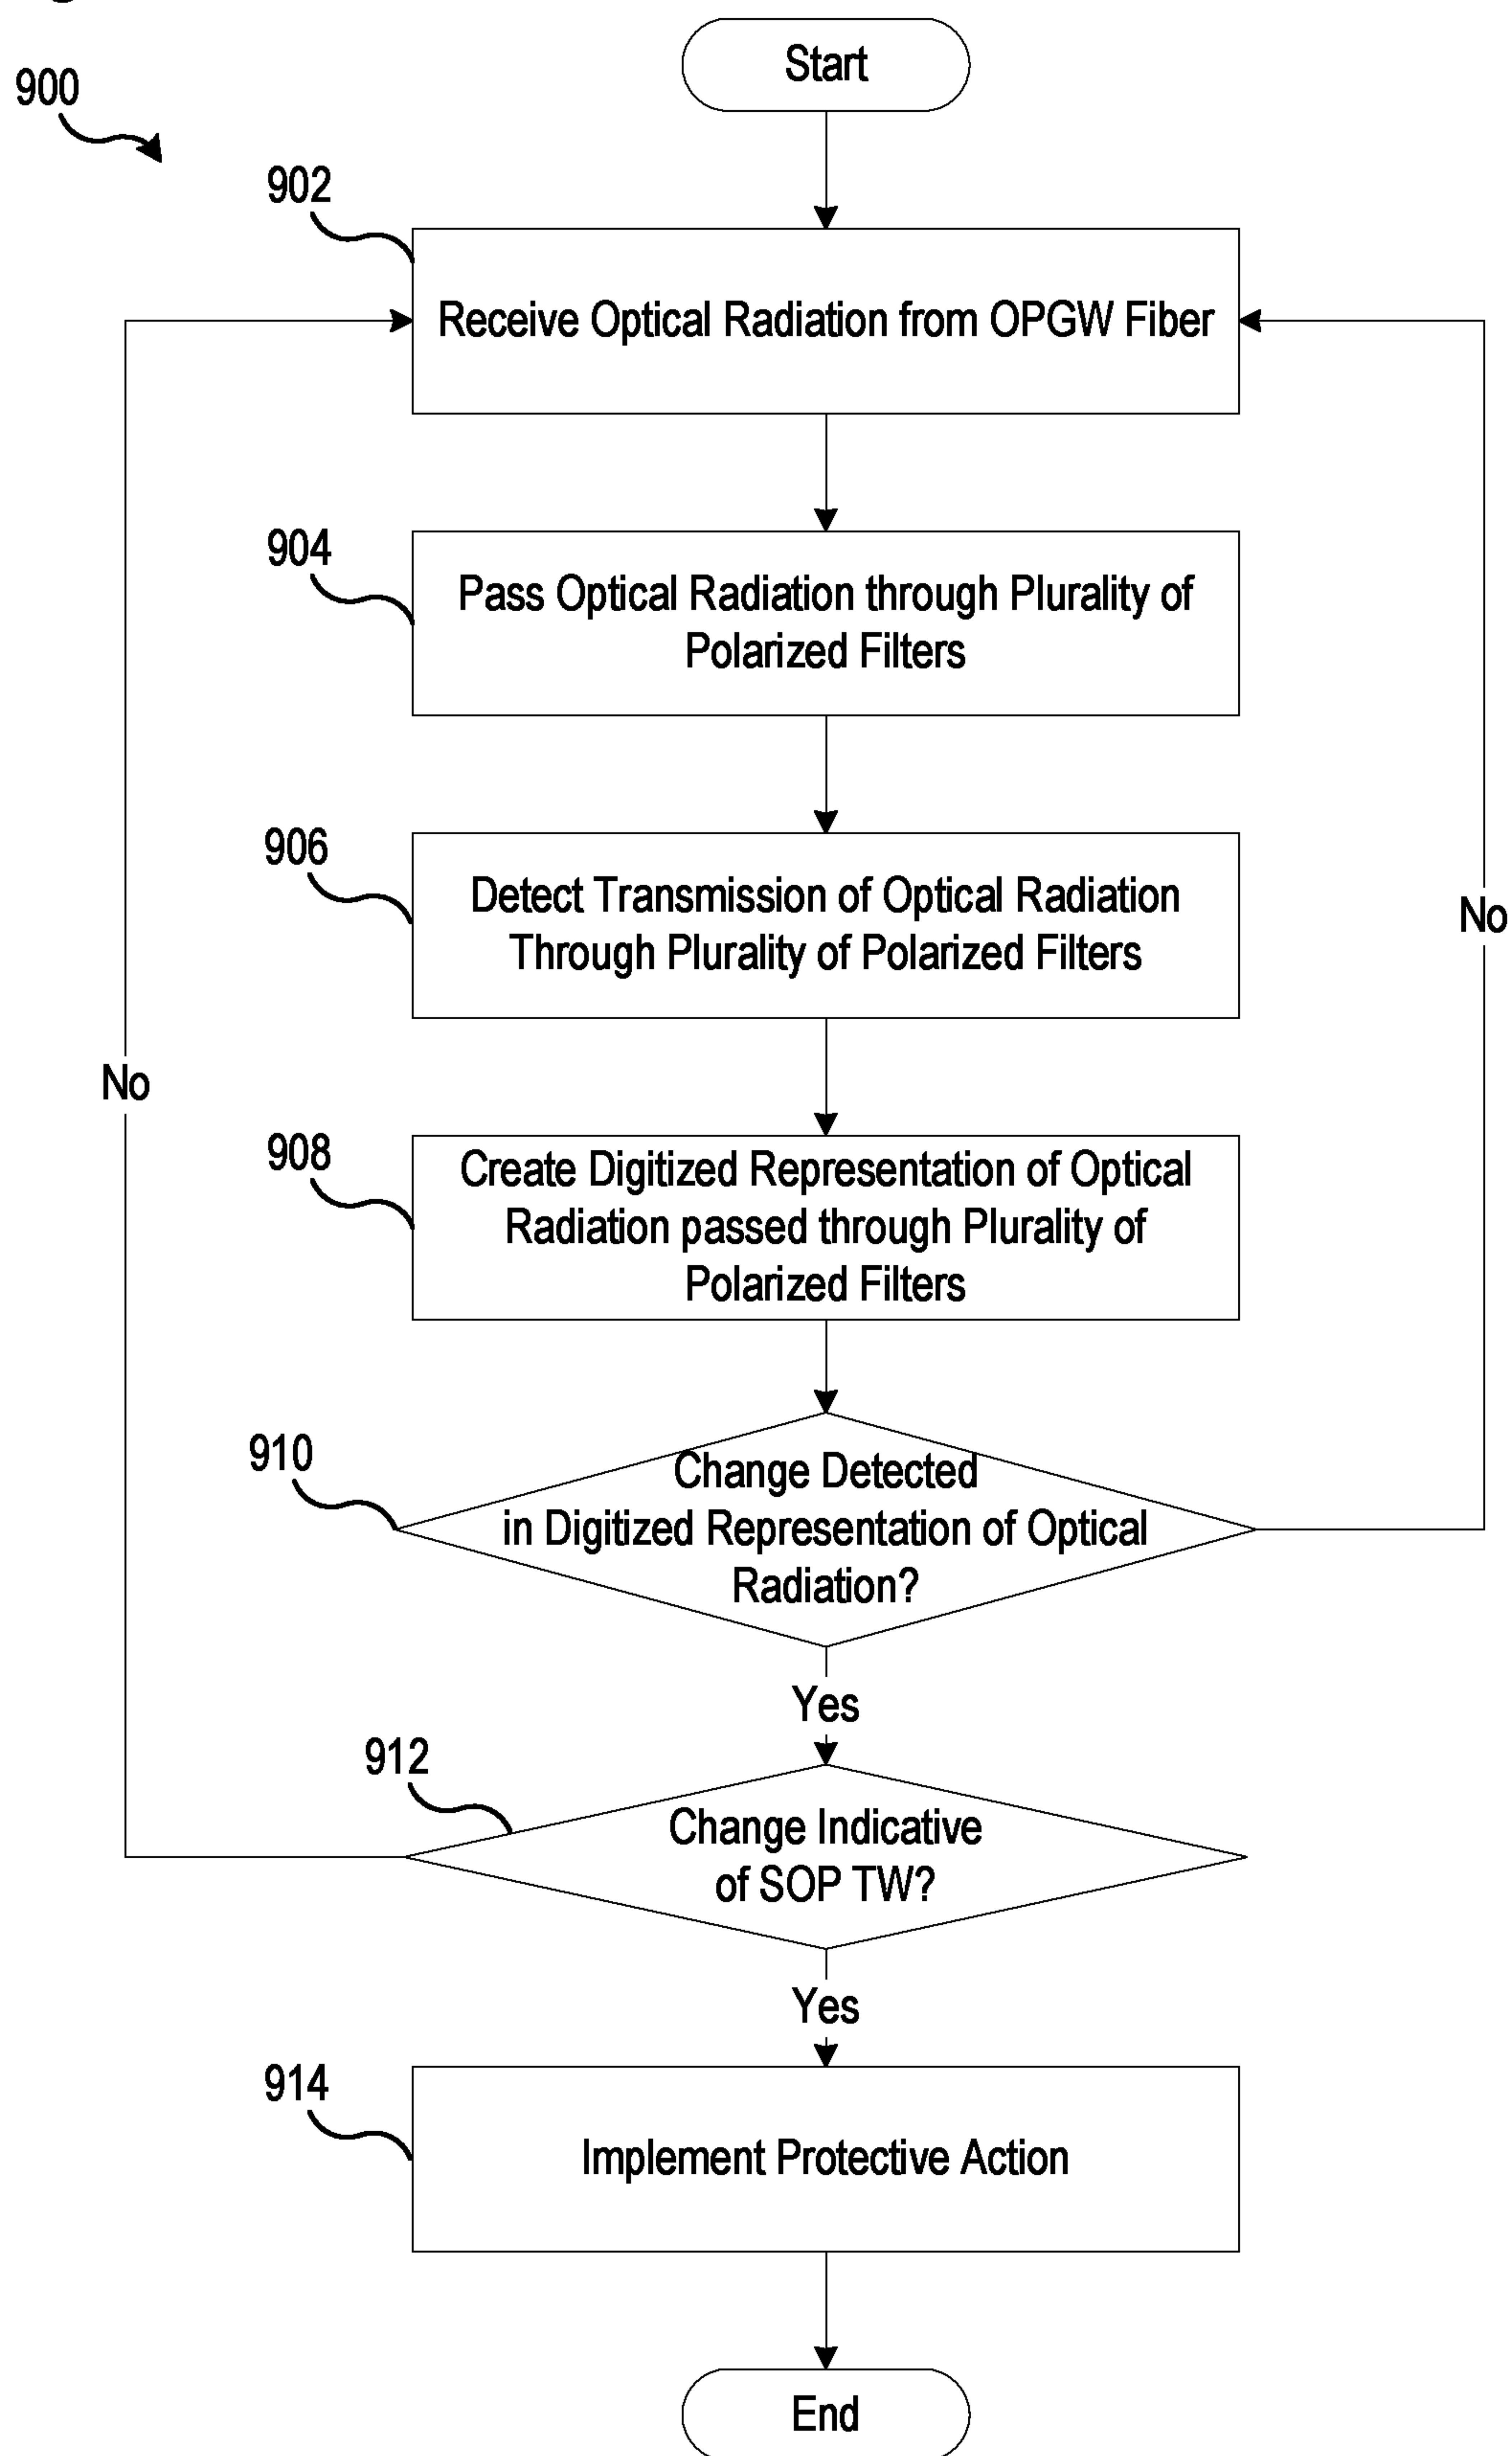 Start
900
902
Receive Optical Radiation from OPGW Fiber
904
Pass Optical Radiation through Plurality of
Polarized Filters
906
Detect Transmission of Optical Radiation
Through Plurality of Polarized Filters
No
No
908
Create Digitized Representation of Optical
Radiation passed through Plurality of
Polarized Filters
910
Change Detected
in Digitized Representation of Optical
Radiation?
Yes
912
Change Indicative
of SOP TW?
Yes
914
Implement Protective Action
End